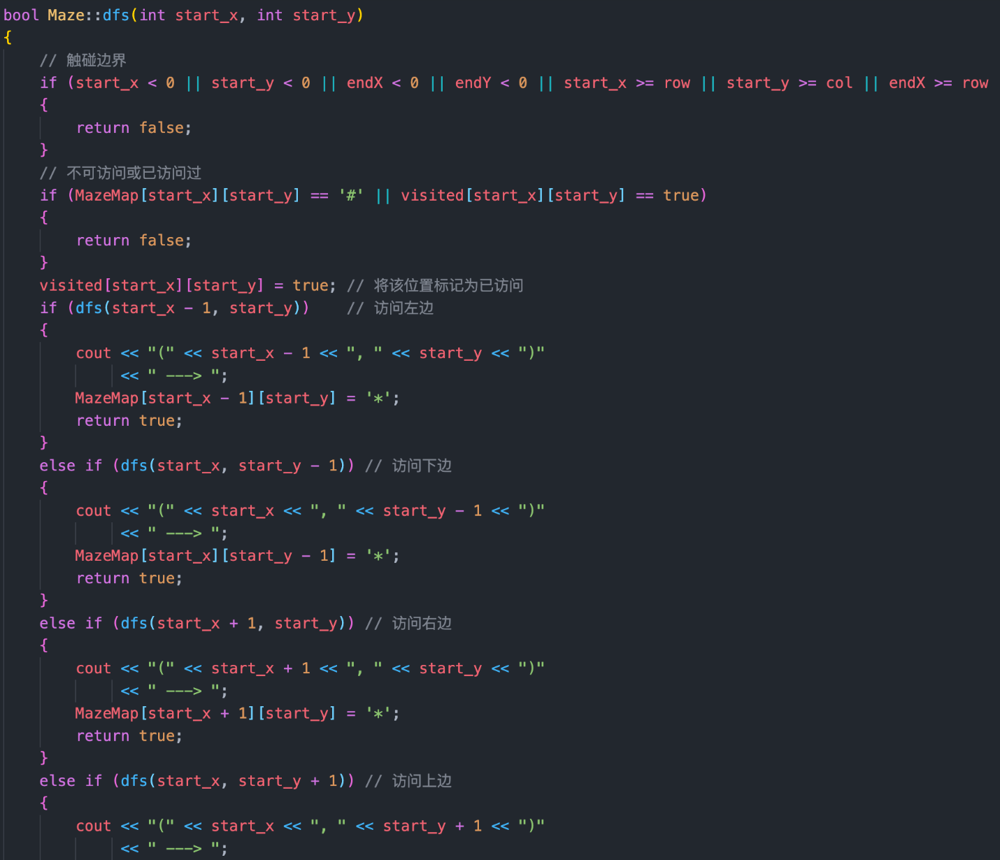 bool Maze::dfs(int start_x, int start_y)
{
    // 触碰边界
    if (start_x < 0 || start_y < 0 || endX < 0 || endY < 0 || start_x >= row || start_y >= col || endX >= row
    {
        return false;
    }
    // 不可访问或已访问过
    if (MazeMap[start_x][start_y] == '#' || visited[start_x][start_y] == true)
    {
        return false;
    }
    visited[start_x][start_y] = true; // 将该位置标记为已访问
    if (dfs(start_x - 1, start_y))    // 访问左边
    {
        cout << "(" << start_x - 1 << ", " << start_y << ")"
             << " ---> ";
        MazeMap[start_x - 1][start_y] = '*';
        return true;
    }
    else if (dfs(start_x, start_y - 1)) // 访问下边
    {
        cout << "(" << start_x << ", " << start_y - 1 << ")"
             << " ---> ";
        MazeMap[start_x][start_y - 1] = '*';
        return true;
    }
    else if (dfs(start_x + 1, start_y)) // 访问右边
    {
        cout << "(" << start_x + 1 << ", " << start_y << ")"
             << " ---> ";
        MazeMap[start_x + 1][start_y] = '*';
        return true;
    }
    else if (dfs(start_x, start_y + 1)) // 访问上边
    {
        cout << "(" << start_x << ", " << start_y + 1 << ")"
             << " ---> ";